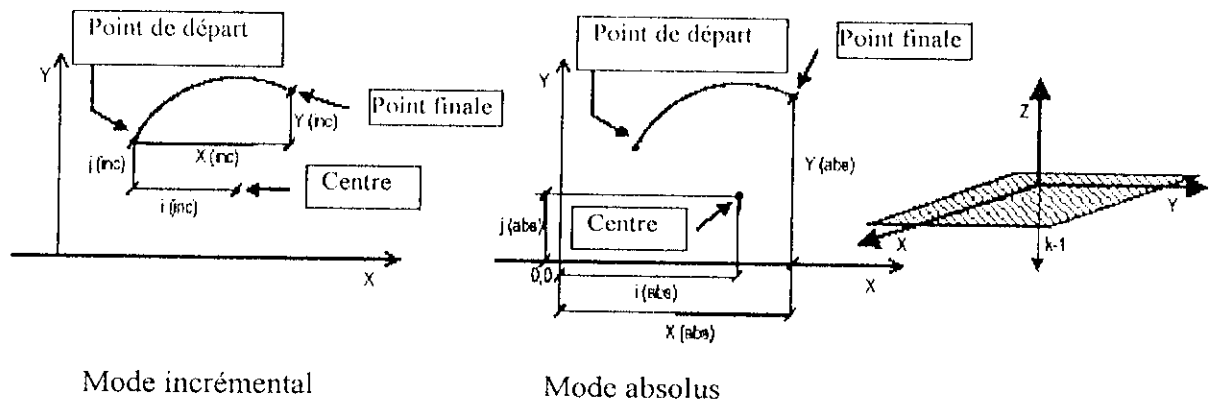 Point de départ
Y
Point finale
Y (inc)
X (inc)
j (inc)
Centre
i (inc)
X
Mode incrémental
Point de départ
Point finale
Y
Y (abs)
j (abs)
Centre
0,0
i (abs)
X
X (abs)
Mode absolus
Z
Y
X
k-1